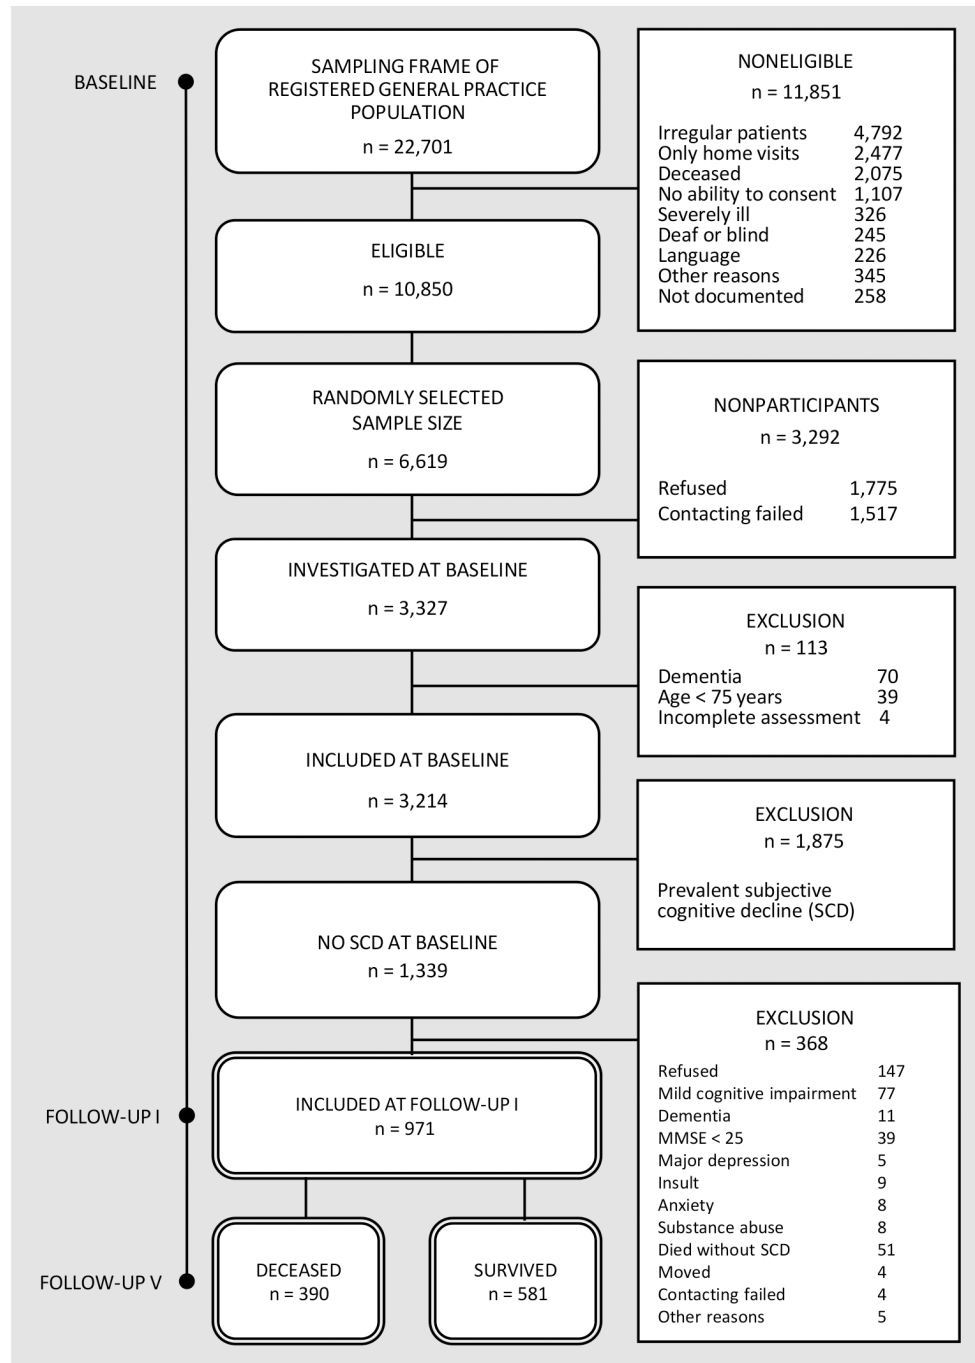 BASELINE
SAMPLING FRAME OF
REGISTERED GENERAL PRACTICE
POPULATION
n = 22,701
NONELIGIBLE
n = 11,851
Irregular patients 4,792
Only home visits 2,477
Deceased 2,075
No ability to consent 1,107
Severely ill 326
Deaf or blind 245
Language 226
Other reasons 345
Not documented 258
ELIGIBLE
n = 10,850
RANDOMLY SELECTED
SAMPLE SIZE
n = 6,619
NONPARTICIPANTS
n = 3,292
Refused 1,775
Contacting failed 1,517
INVESTIGATED AT BASELINE
n = 3,327
EXCLUSION
n = 113
Dementia 70
Age < 75 years 39
Incomplete assessment 4
INCLUDED AT BASELINE
n = 3,214
EXCLUSION
n = 1,875
Prevalent subjective
cognitive decline (SCD)
NO SCD AT BASELINE
n = 1,339
EXCLUSION
n = 368
Refused 147
Mild cognitive impairment 77
Dementia 11
MMSE < 25 39
Major depression 5
Insult 9
Anxiety 8
Substance abuse 8
Died without SCD 51
Moved 4
Contacting failed 4
Other reasons 5
FOLLOW-UP I
INCLUDED AT FOLLOW-UP I
n = 971
FOLLOW-UP V
DECEASED
n = 390
SURVIVED
n = 581